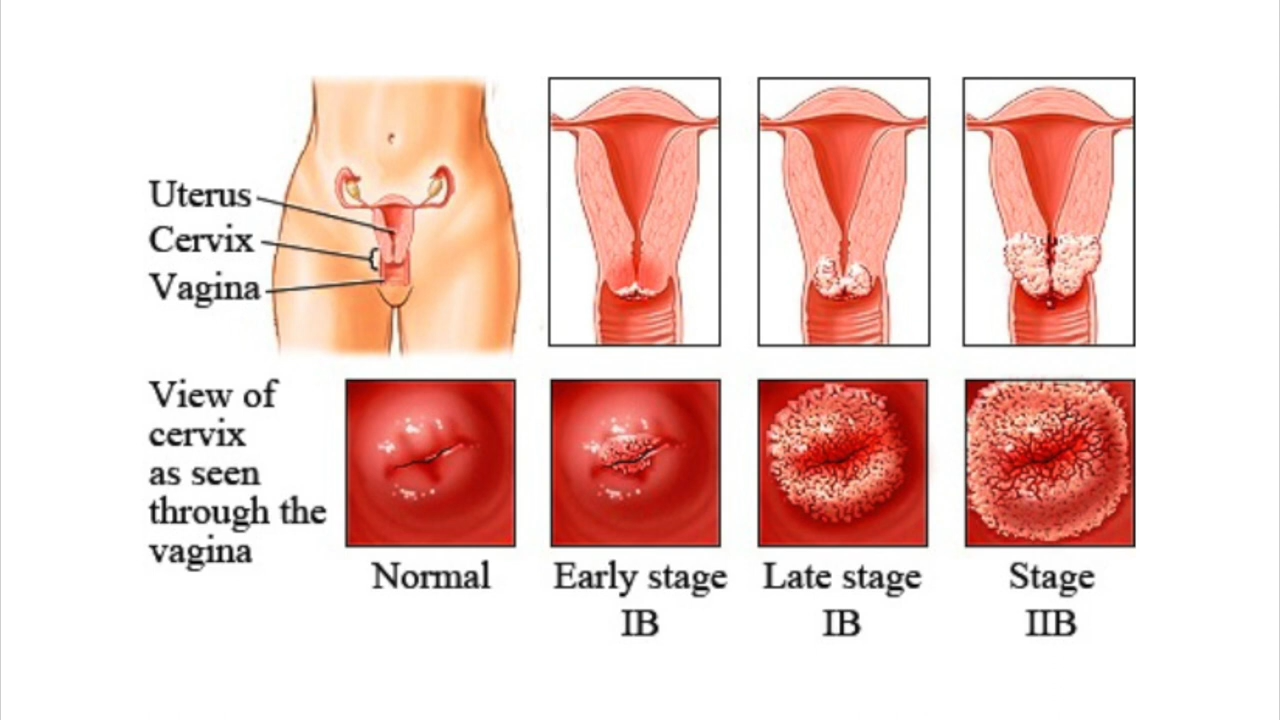 Uterus
Cervix
Vagina
View of
cervix
as seen
through the
vagina
Normal
Early stage
IB
Late stage
IB
Stage
IIB